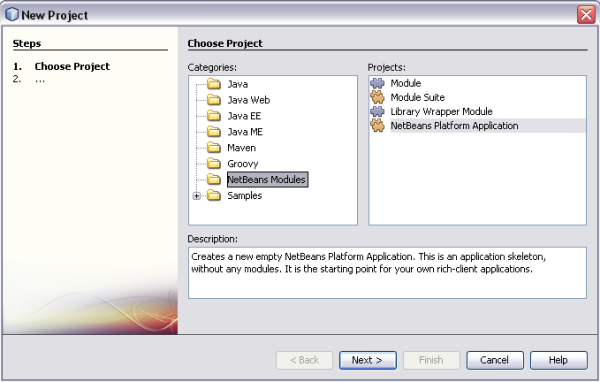 New Project
Steps
1. Choose Project
2. ...
Choose Project
Categories:
Java
Java Web
Java EE
Java ME
Maven
Groovy
NetBeans Modules
Samples
Projects:
Module
Module Suite
Library Wrapper Module
NetBeans Platform Application
Description:
Creates a new empty NetBeans Platform Application. This is an application skeleton,
without any modules. It is the starting point for your own rich-client applications.
< Back
Next >
Finish
Cancel
Help